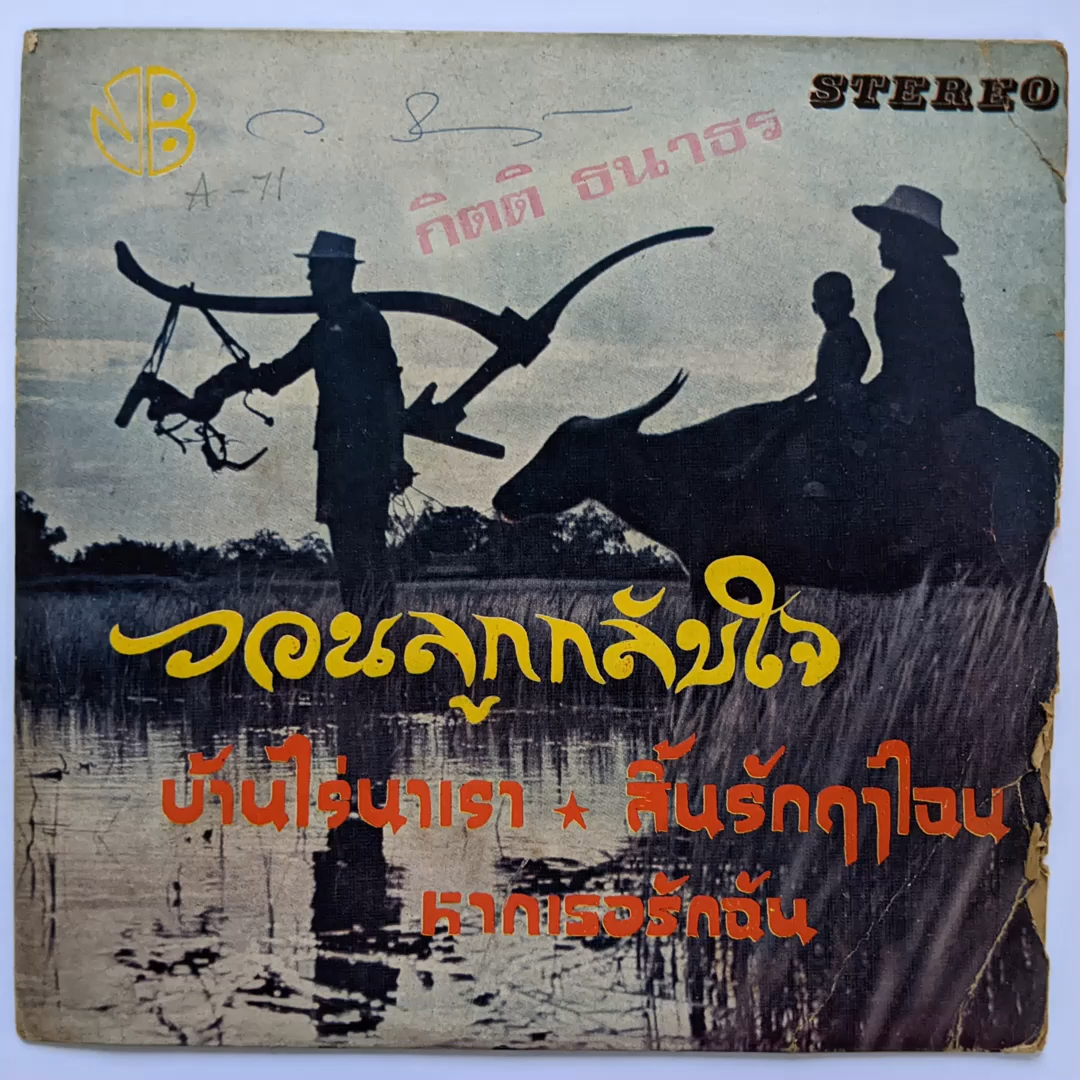 STEREO
A-71
กิตติ ธนาธร
วอนลูกกลับใจ
บ้านไร่นาเรา ★ สิ้นรักฤๅไฉน
หากเธอรักฉัน